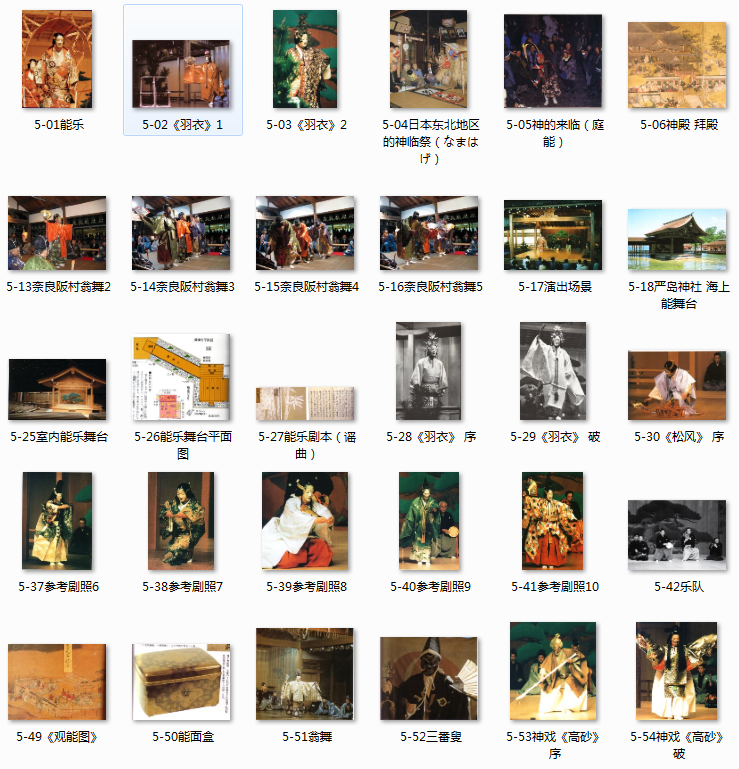 5-01能乐
5-02《羽衣》1
5-03《羽衣》2
5-04日本东北地区
的神临祭（なまは
げ）
5-05神的来临（庭
能）
5-06神殿 拜殿
5-13奈良阪村翁舞2
5-14奈良阪村翁舞3
5-15奈良阪村翁舞4
5-16奈良阪村翁舞5
5-17演出场景
5-18严岛神社 海上
能舞台
5-25室内能乐舞台
5-26能乐舞台平面
图
5-27能乐剧本（谣
曲）
5-28《羽衣》 序
5-29《羽衣》 破
5-30《松风》 序
5-37参考剧照6
5-38参考剧照7
5-39参考剧照8
5-40参考剧照9
5-41参考剧照10
5-42乐队
5-49《观能图》
5-50能面盒
5-51翁舞
5-52三番叟
5-53神戏《高砂》
序
5-54神戏《高砂》
破